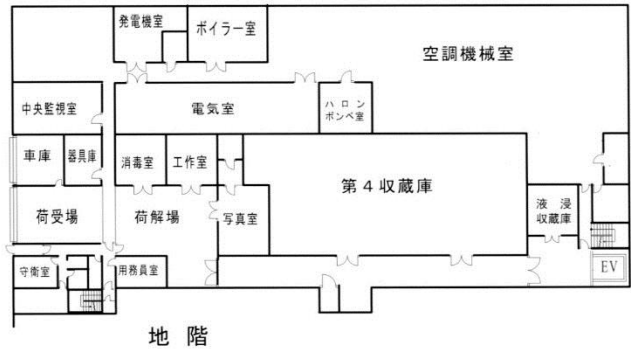 発電機室
ボイラー室
空調機械室
中央監視室
電気室
ハロン
ボンベ室
車庫
器具庫
消毒室
工作室
第4収蔵庫
荷受場
荷解場
写真室
液浸
収蔵庫
守衛室
用務員室
EV
地階